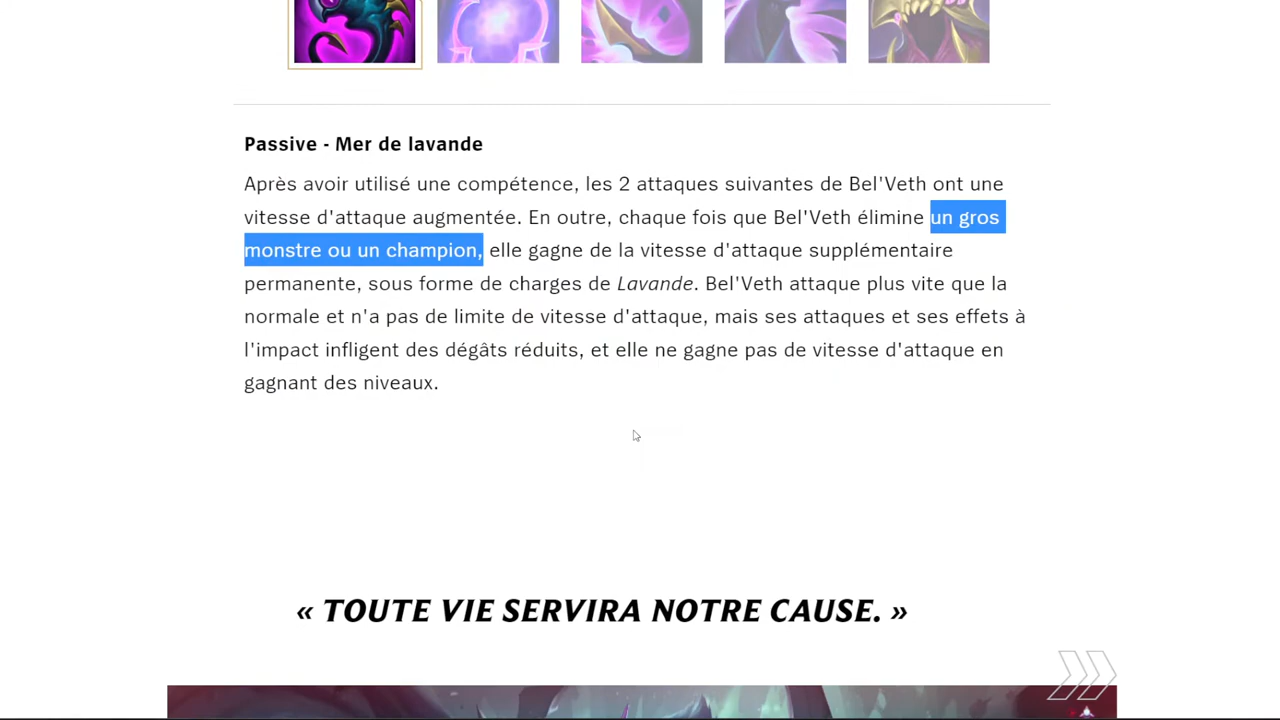 Passive - Mer de lavande
Après avoir utilisé une compétence, les 2 attaques suivantes de Bel'Veth ont une
vitesse d'attaque augmentée. En outre, chaque fois que Bel'Veth élimine un gros
monstre ou un champion, elle gagne de la vitesse d'attaque supplémentaire
permanente, sous forme de charges de Lavande. Bel'Veth attaque plus vite que la
normale et n'a pas de limite de vitesse d'attaque, mais ses attaques et ses effets à
l'impact infligent des dégâts réduits, et elle ne gagne pas de vitesse d'attaque en
gagnant des niveaux.
« TOUTE VIE SERVIRA NOTRE CAUSE. »